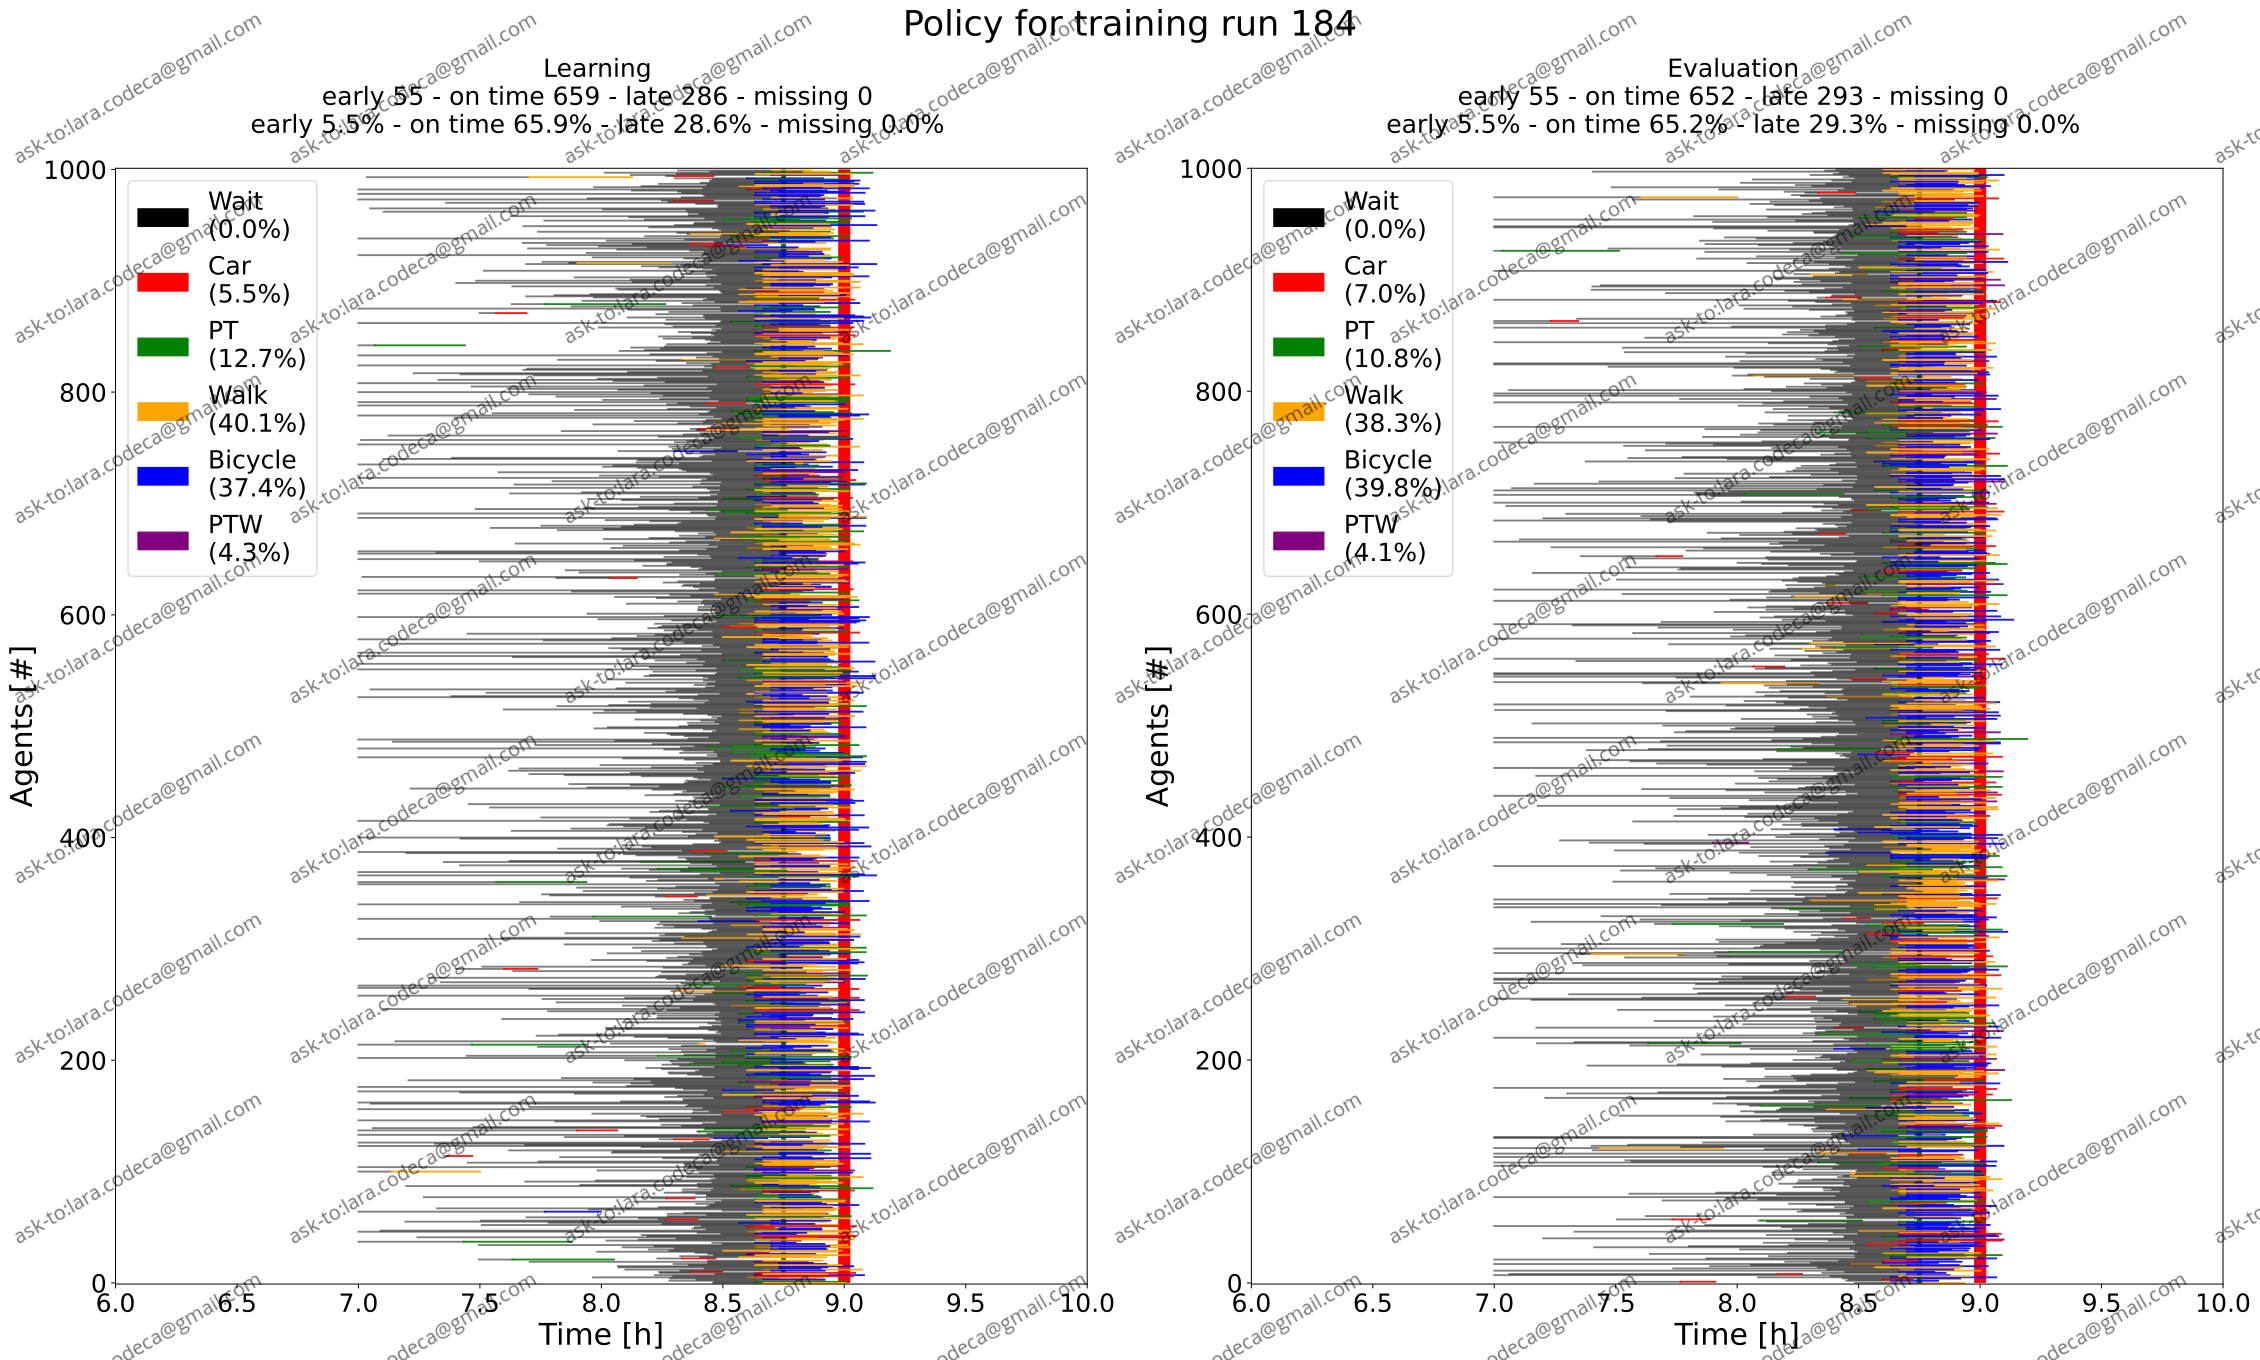 Policy for training run 184
Learning
early 55 - on time 659 - late 286 - missing 0
early 5.5% - on time 65.9% - late 28.6% - missing 0.0%
1000
800
600
400
200
0
Agents [#]
Wait
(0.0%)
Car
(5.5%)
PT
(12.7%)
Walk
(40.1%)
Bicycle
(37.4%)
PTW
(4.3%)
6.0 6.5 7.0 7.5 8.0 8.5 9.0 9.5 10.0
Time [h]
Evaluation
early 55 - on time 652 - late 293 - missing 0
early 5.5% - on time 65.2% - late 29.3% - missing 0.0%
1000
800
600
400
200
0
Agents [#]
Wait
(0.0%)
Car
(7.0%)
PT
(10.8%)
Walk
(38.3%)
Bicycle
(39.8%)
PTW
(4.1%)
6.0 6.5 7.0 7.5 8.0 8.5 9.0 9.5 10.0
Time [h]
ask-to:lara.codeca@gmail.com